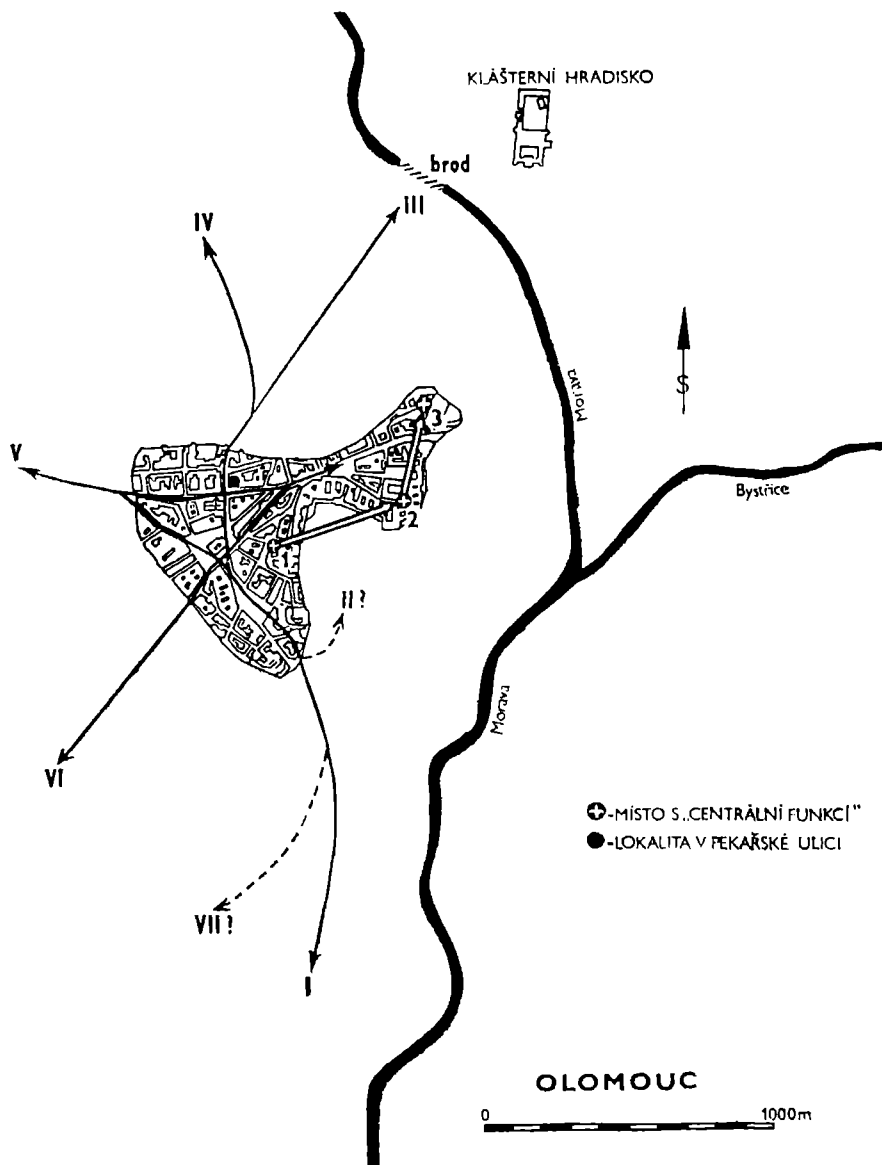 KLÁŠTERNÍ HRADISKO
brod
III
IV
Morava
S
V
3
Bystřice
2
1
II ?
Morava
VI
-MÍSTO S „CENTRÁLNÍ FUNKCÍ"
-LOKALITA V PEKAŘSKÉ ULICI
VII ?
I
OLOMOUC
0 1000m